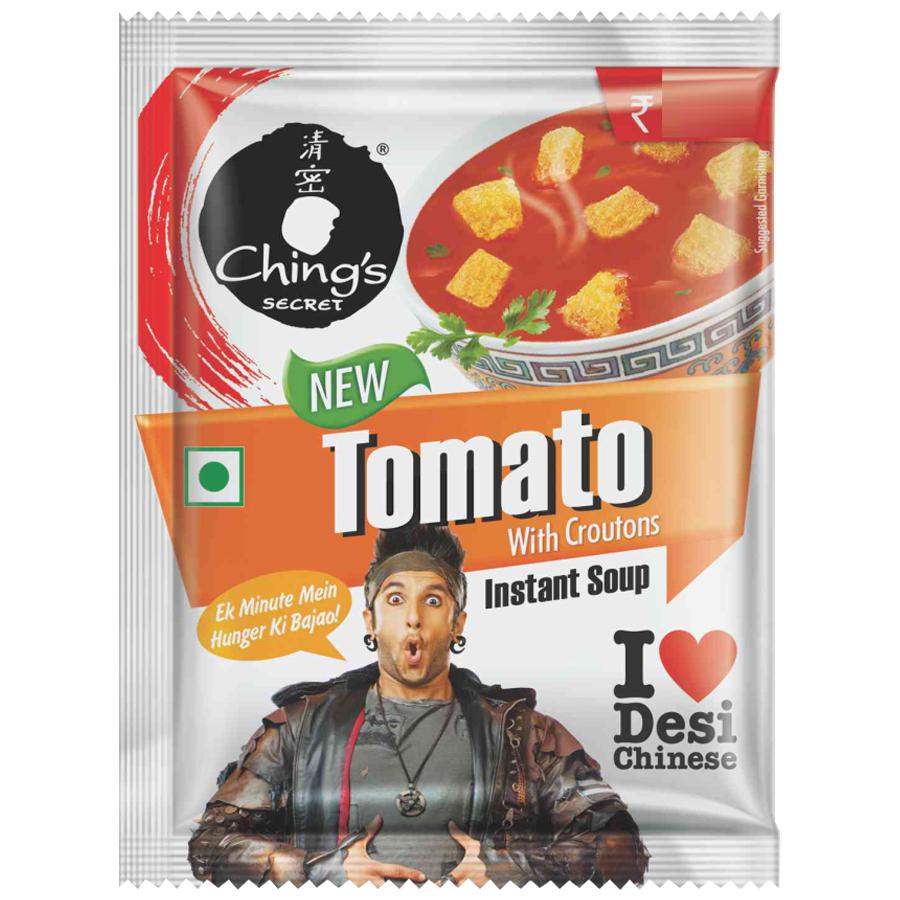 清
密
®
Ching's
SECRET
₹
Suggested Garnishing
NEW
Tomato
With Croutons
Instant Soup
Ek Minute Mein
Hunger Ki Bajao!
I
Desi
Chinese